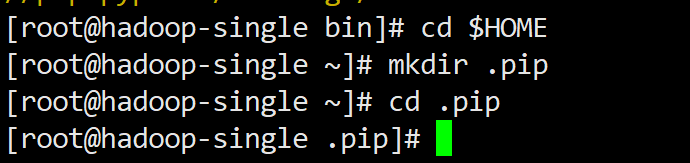 [root@hadoop-single bin]# cd $HOME
[root@hadoop-single ~]# mkdir .pip
[root@hadoop-single ~]# cd .pip
[root@hadoop-single .pip]#